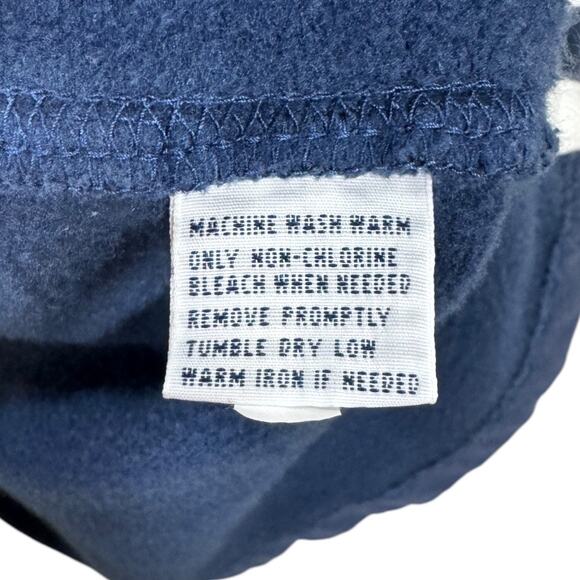 MACHINE WASH WARM
ONLY NON-CHLORINE
BLEACH WHEN NEEDED
REMOVE PROMPTLY
TUMBLE DRY LOW
WARM IRON IF NEEDED